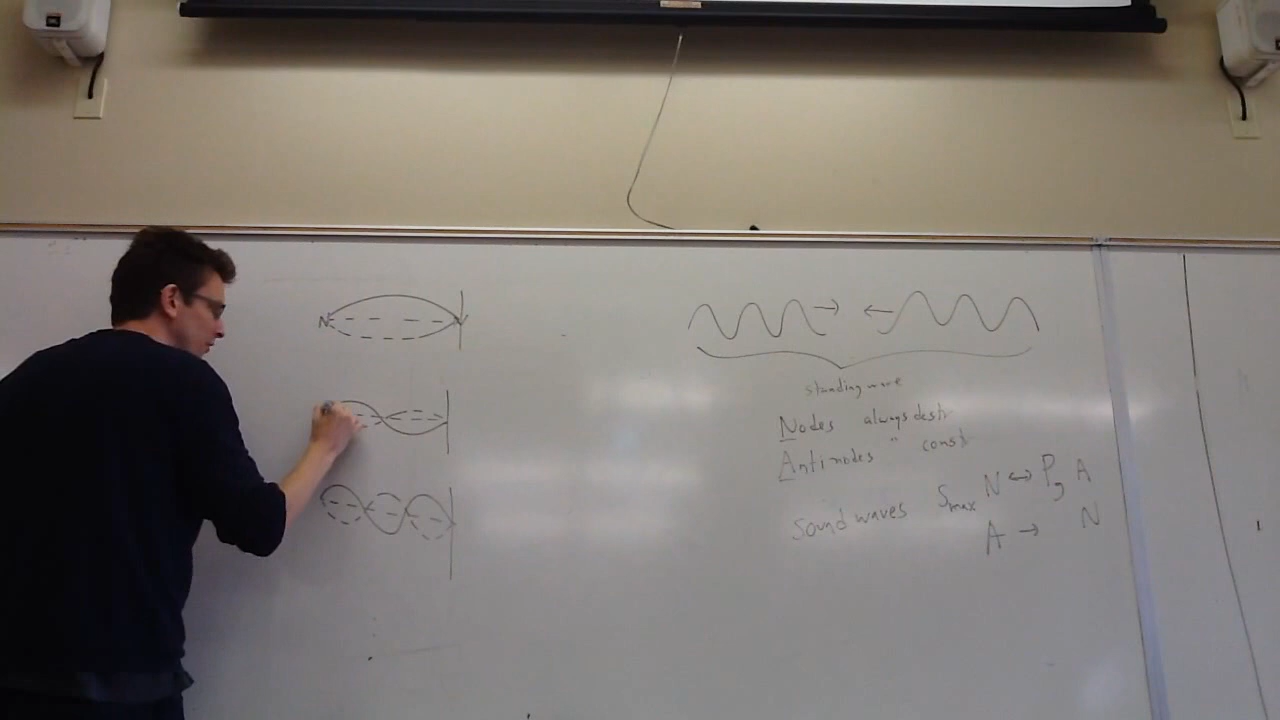 N
standing wave
Nodes always destr
Antinodes " const
Sound waves Smax N ↔ Pg A
A → N